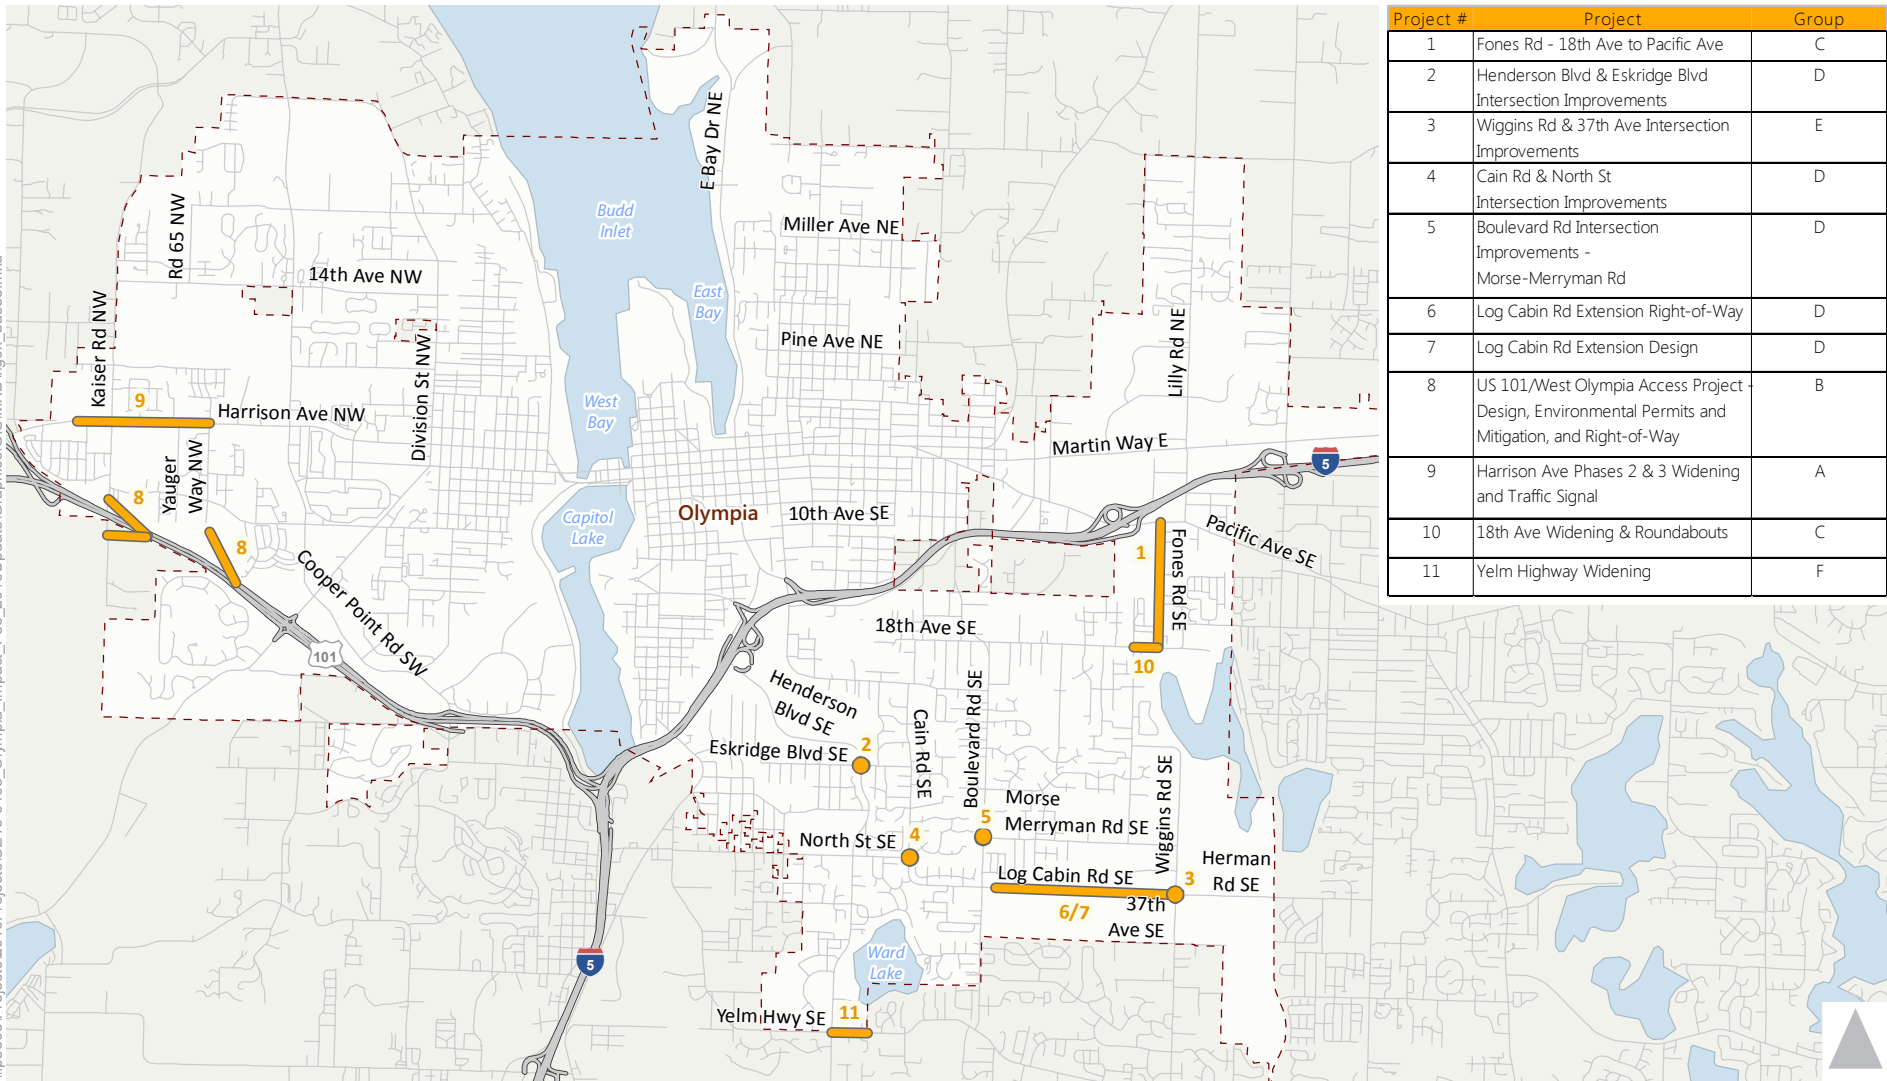 Project # Project Group
1 Fones Rd - 18th Ave to Pacific Ave C
2 Henderson Blvd & Eskridge Blvd D
Intersection Improvements
3 Wiggins Rd & 37th Ave Intersection E
Improvements
4 Cain Rd & North St D
Intersection Improvements
5 Boulevard Rd Intersection D
Improvements -
Morse-Merryman Rd
6 Log Cabin Rd Extension Right-of-Way D
7 Log Cabin Rd Extension Design D
8 US 101/West Olympia Access Project - B
Design, Environmental Permits and
Mitigation, and Right-of-Way
9 Harrison Ave Phases 2 & 3 Widening A
and Traffic Signal
10 18th Ave Widening & Roundabouts C
11 Yelm Highway Widening F
E Bay Dr NE
Rd 65 NW
Budd
Inlet
Miller Ave NE
14th Ave NW
East
Bay
Kaiser Rd NW
Pine Ave NE
Lilly Rd NE
Division St NW
9
Harrison Ave NW
West
Bay
Martin Way E
5
Yauger
Way NW
8
Capitol
Lake
Olympia
10th Ave SE
Pacific Ave SE
8
1
Fones Rd SE
Cooper Point Rd SW
18th Ave SE
101
10
Henderson
Blvd SE
Boulevard Rd SE
Cain Rd SE
Eskridge Blvd SE
2
Wiggins Rd SE
Morse
Merryman Rd SE
5
North St SE
4
Log Cabin Rd SE
3
Herman
Rd SE
6/7
37th
Ave SE
Ward
Lake
5
Yelm Hwy SE
11